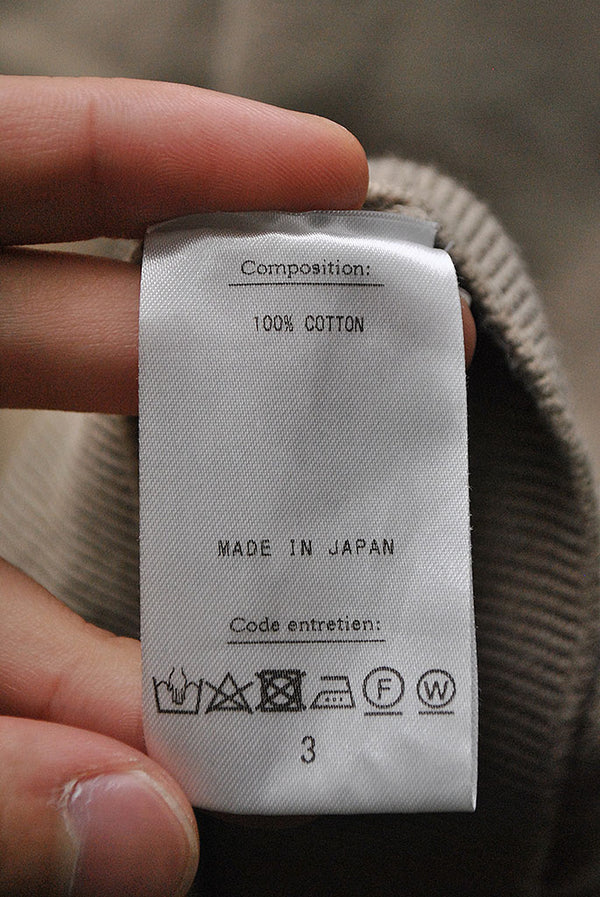 Composition:
100% COTTON
MADE IN JAPAN
Code entretien:
F W
3